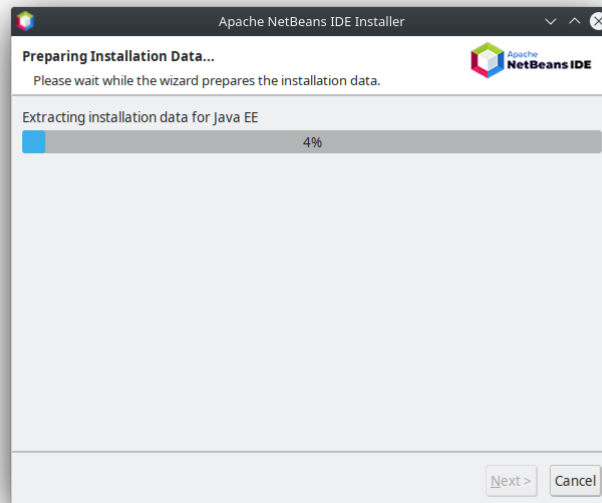 Apache NetBeans IDE Installer
Preparing Installation Data...
Apache
NetBeans IDE
Please wait while the wizard prepares the installation data.
Extracting installation data for Java EE
4%
Next >
Cancel